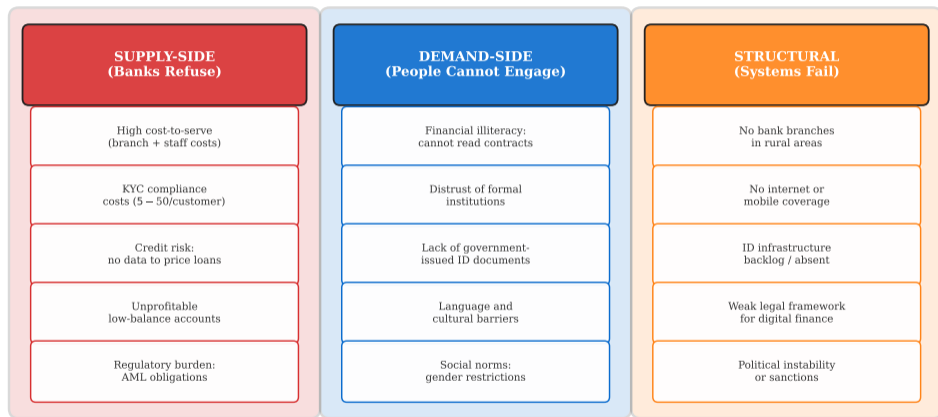 SUPPLY-SIDE
(Banks Refuse)
High cost-to-serve
(branch + staff costs)
KYC compliance
costs (5 − 50/customer)
Credit risk:
no data to price loans
Unprofitable
low-balance accounts
Regulatory burden:
AML obligations
DEMAND-SIDE
(People Cannot Engage)
Financial illiteracy:
cannot read contracts
Distrust of formal
institutions
Lack of government-
issued ID documents
Language and
cultural barriers
Social norms:
gender restrictions
STRUCTURAL
(Systems Fail)
No bank branches
in rural areas
No internet or
mobile coverage
ID infrastructure
backlog / absent
Weak legal framework
for digital finance
Political instability
or sanctions